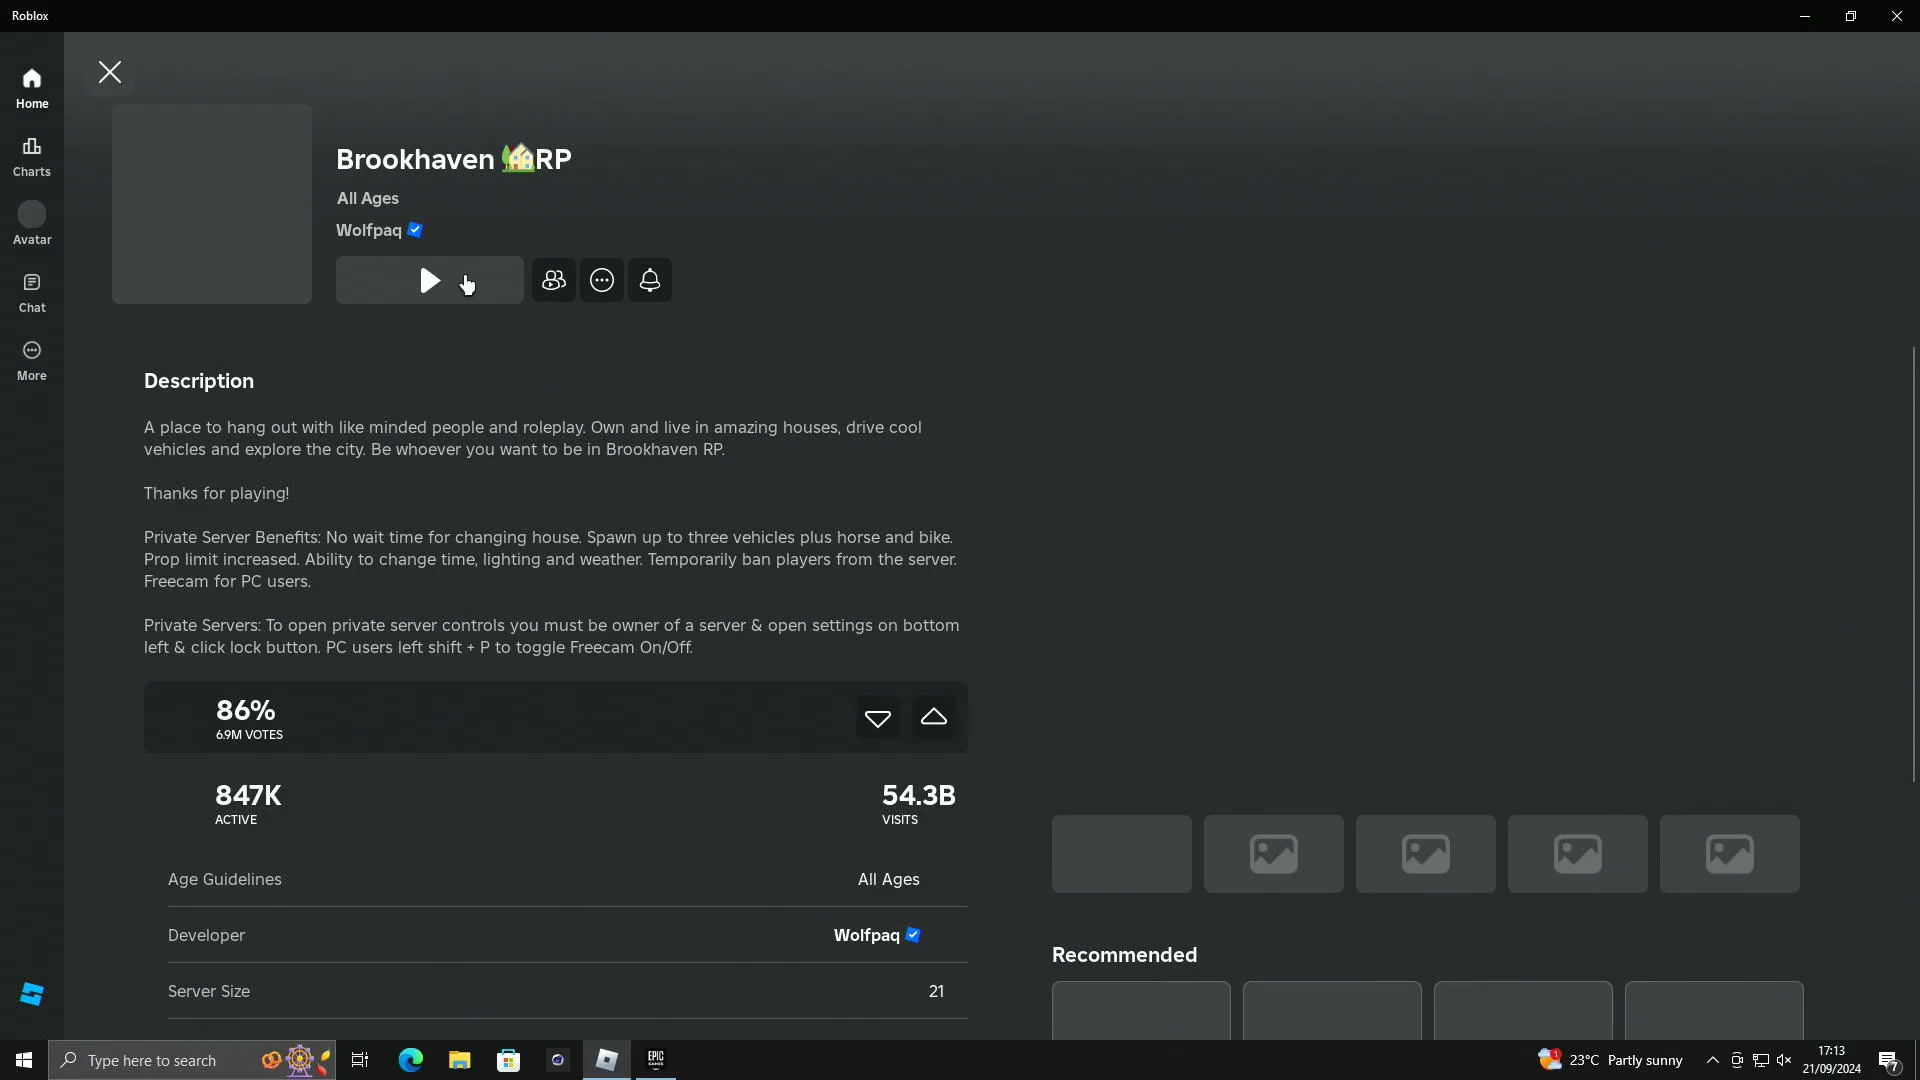 Roblox
Home
Charts
Avatar
Chat
More
Brookhaven 🏡RP
All Ages
Wolfpaq
Description
A place to hang out with like minded people and roleplay. Own and live in amazing houses, drive cool
vehicles and explore the city. Be whoever you want to be in Brookhaven RP.
Thanks for playing!
Private Server Benefits: No wait time for changing house. Spawn up to three vehicles plus horse and bike.
Prop limit increased. Ability to change time, lighting and weather. Temporarily ban players from the server.
Freecam for PC users.
Private Servers: To open private server controls you must be owner of a server & open settings on bottom
left & click lock button. PC users left shift + P to toggle Freecam On/Off.
86%
6.9M VOTES
847K
ACTIVE
54.3B
VISITS
Age Guidelines
All Ages
Developer
Wolfpaq
Server Size
21
Recommended
Type here to search
EPIC
GAMES
1
23°C Partly sunny
17:13
21/09/2024
7